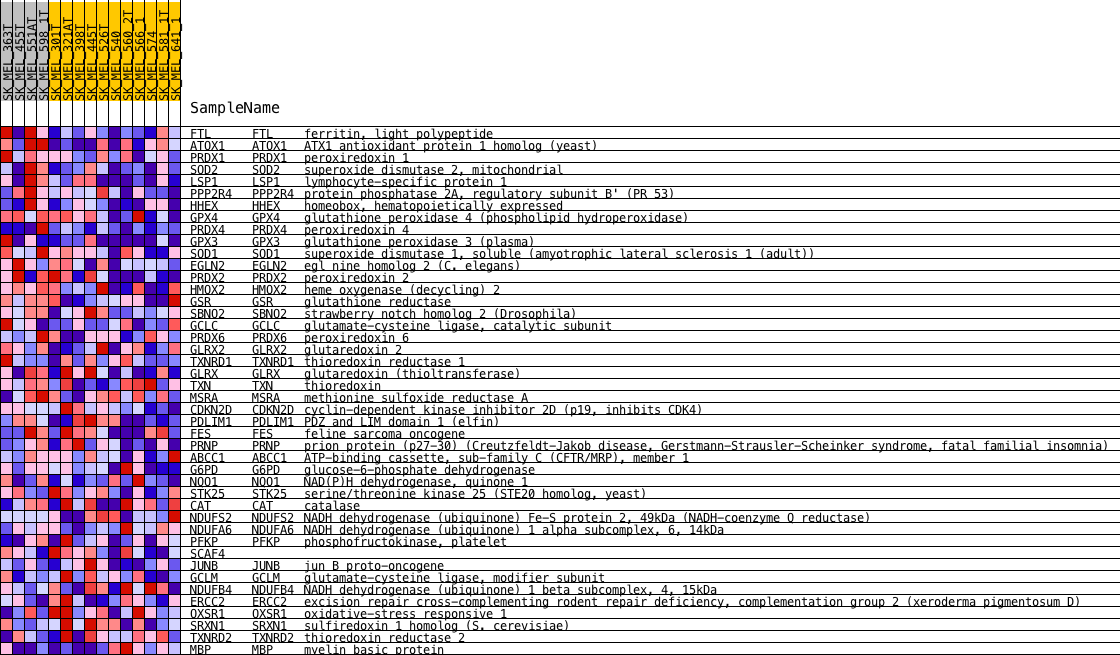 SK_MEL_363T
SK_MEL_455T
SK_MEL_551AT
SK_MEL_598_1T
SK_MEL_301T
SK_MEL_321AT
SK_MEL_398T
SK_MEL_445T
SK_MEL_526T
SK_MEL_540
SK_MEL_560_2T
SK_MEL_566_1
SK_MEL_574
SK_MEL_581_1T
SK_MEL_641_1
SampleName
FTL FTL ferritin, light polypeptide
ATOX1 ATOX1 ATX1 antioxidant protein 1 homolog (yeast)
PRDX1 PRDX1 peroxiredoxin 1
SOD2 SOD2 superoxide dismutase 2, mitochondrial
LSP1 LSP1 lymphocyte-specific protein 1
PPP2R4 PPP2R4 protein phosphatase 2A, regulatory subunit B' (PR 53)
HHEX HHEX homeobox, hematopoietically expressed
GPX4 GPX4 glutathione peroxidase 4 (phospholipid hydroperoxidase)
PRDX4 PRDX4 peroxiredoxin 4
GPX3 GPX3 glutathione peroxidase 3 (plasma)
SOD1 SOD1 superoxide dismutase 1, soluble (amyotrophic lateral sclerosis 1 (adult))
EGLN2 EGLN2 egl nine homolog 2 (C. elegans)
PRDX2 PRDX2 peroxiredoxin 2
HMOX2 HMOX2 heme oxygenase (decycling) 2
GSR GSR glutathione reductase
SBNO2 SBNO2 strawberry notch homolog 2 (Drosophila)
GCLC GCLC glutamate-cysteine ligase, catalytic subunit
PRDX6 PRDX6 peroxiredoxin 6
GLRX2 GLRX2 glutaredoxin 2
TXNRD1 TXNRD1 thioredoxin reductase 1
GLRX GLRX glutaredoxin (thioltransferase)
TXN TXN thioredoxin
MSRA MSRA methionine sulfoxide reductase A
CDKN2D CDKN2D cyclin-dependent kinase inhibitor 2D (p19, inhibits CDK4)
PDLIM1 PDLIM1 PDZ and LIM domain 1 (elfin)
FES FES feline sarcoma oncogene
PRNP PRNP prion protein (p27-30) (Creutzfeldt-Jakob disease, Gerstmann-Strausler-Scheinker syndrome, fatal familial insomnia)
ABCC1 ABCC1 ATP-binding cassette, sub-family C (CFTR/MRP), member 1
G6PD G6PD glucose-6-phosphate dehydrogenase
NQO1 NQO1 NAD(P)H dehydrogenase, quinone 1
STK25 STK25 serine/threonine kinase 25 (STE20 homolog, yeast)
CAT CAT catalase
NDUFS2 NDUFS2 NADH dehydrogenase (ubiquinone) Fe-S protein 2, 49kDa (NADH-coenzyme Q reductase)
NDUFA6 NDUFA6 NADH dehydrogenase (ubiquinone) 1 alpha subcomplex, 6, 14kDa
PFKP PFKP phosphofructokinase, platelet
SCAF4
JUNB JUNB jun B proto-oncogene
GCLM GCLM glutamate-cysteine ligase, modifier subunit
NDUFB4 NDUFB4 NADH dehydrogenase (ubiquinone) 1 beta subcomplex, 4, 15kDa
ERCC2 ERCC2 excision repair cross-complementing rodent repair deficiency, complementation group 2 (xeroderma pigmentosum D)
OXSR1 OXSR1 oxidative-stress responsive 1
SRXN1 SRXN1 sulfiredoxin 1 homolog (S. cerevisiae)
TXNRD2 TXNRD2 thioredoxin reductase 2
MBP MBP myelin basic protein